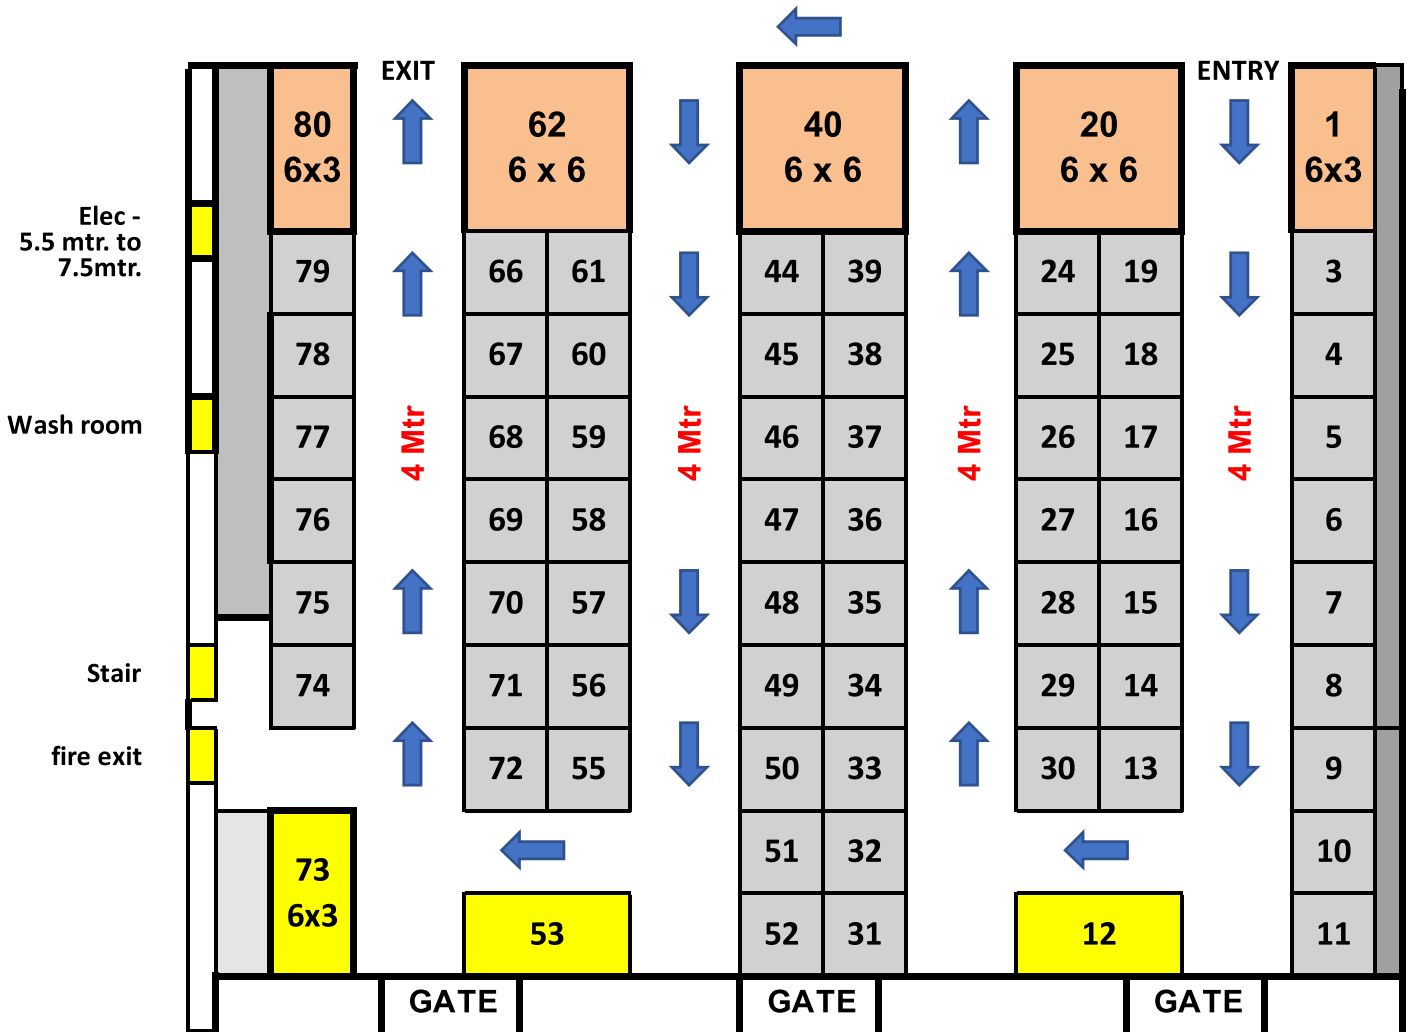 EXIT
ENTRY
80
6x3
62
6 x 6
40
6 x 6
20
6 x 6
1
6x3
Elec -
5.5 mtr. to
7.5mtr.
79
66 61
44 39
24 19
3
78
67 60
45 38
25 18
4
Wash room
77
4 Mtr
68 59
4 Mtr
46 37
4 Mtr
26 17
4 Mtr
5
76
69 58
47 36
27 16
6
75
70 57
48 35
28 15
7
Stair
74
71 56
49 34
29 14
8
fire exit
72 55
50 33
30 13
9
73
6x3
51 32
10
53
52 31
12
11
GATE
GATE
GATE